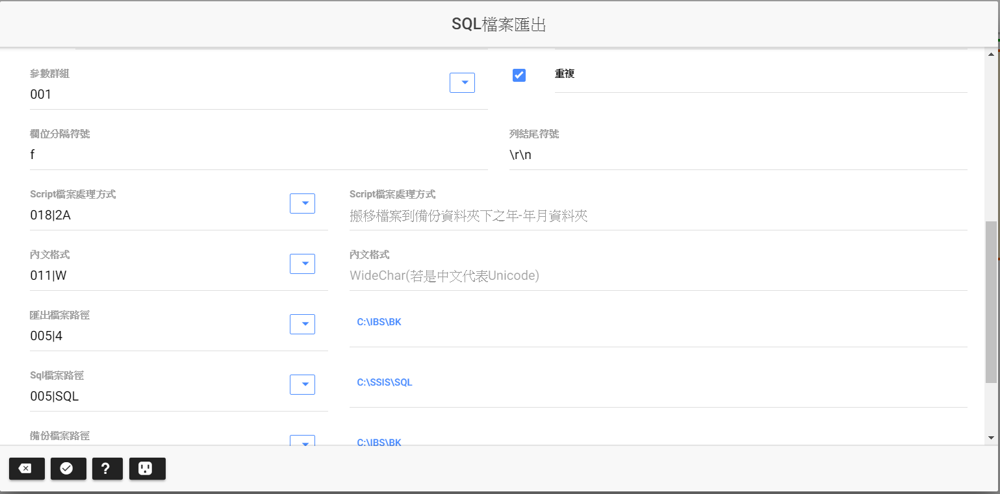 SQL檔案匯出
參數群組
001
重複
欄位分隔符號
f
列結尾符號
\r\n
Script檔案處理方式
018|2A
Script檔案處理方式
搬移檔案到備份資料夾下之年-年月資料夾
內文格式
011|W
內文格式
WideChar(若是中文代表Unicode)
匯出檔案路徑
005|4
C:\IBS\BK
Sql檔案路徑
005|SQL
C:\SSIS\SQL
備份檔案路徑
C:\IBS\BK